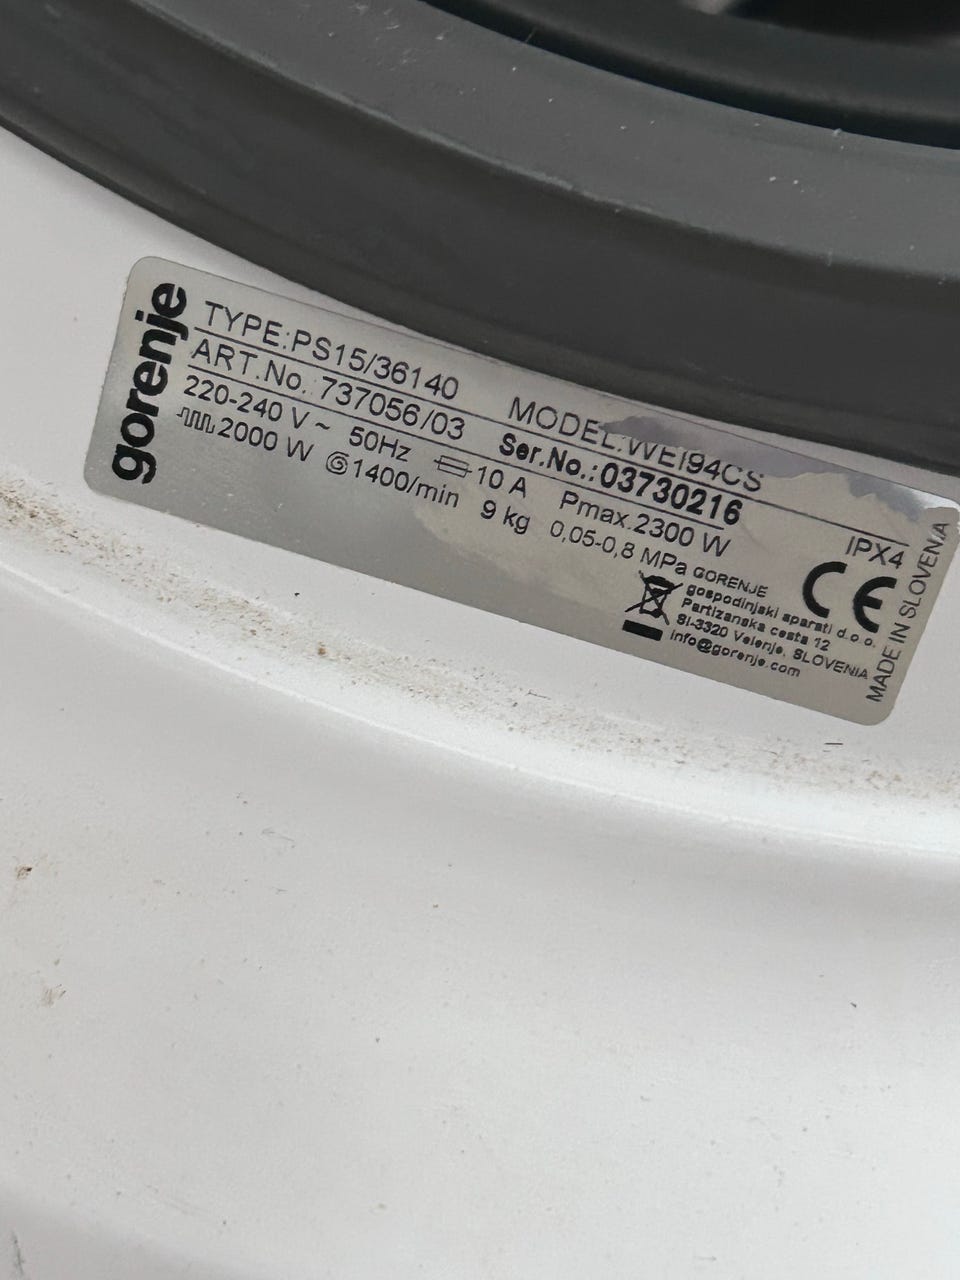 gorenje
TYPE:PS15/36140 MODEL:WEI94CS
ART.No.:737056/03 Ser.No.:03730216
220-240 V ~ 50Hz 10 A Pmax.2300 W IPX4
2000 W 1400/min 9 kg 0,05-0,8 MPa
GORENJE
gospodinjski aparati d.o.o.
Partizanska cesta 12
SI-3320 Velenje, SLOVENIA
info@gorenje.com
CE
MADE IN SLOVENIA